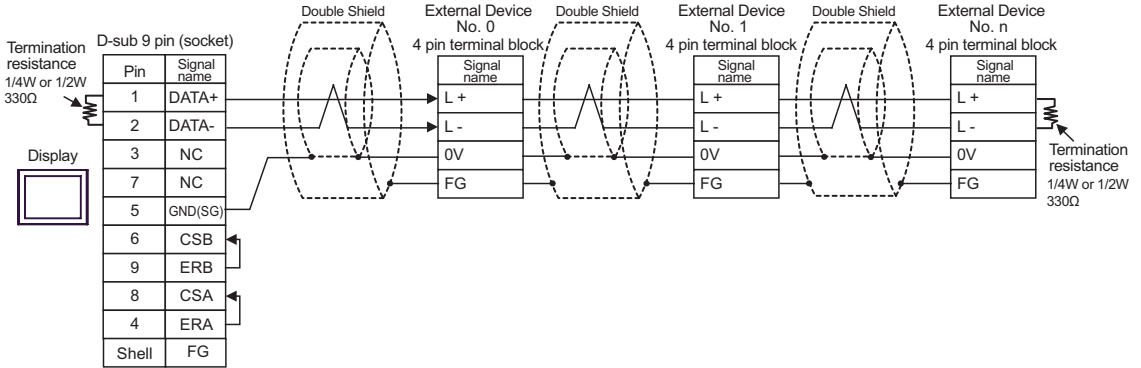 Double Shield
External Device
No. 0
4 pin terminal block
Double Shield
External Device
No. 1
4 pin terminal block
Double Shield
External Device
No. n
4 pin terminal block
Termination
resistance
1/4W or 1/2W
330Ω
D-sub 9 pin (socket)
Pin Signal name
1 DATA+
2 DATA-
3 NC
7 NC
5 GND(SG)
6 CSB
9 ERB
8 CSA
4 ERA
Shell FG
Display
Signal
name
L +
L -
0V
FG
Signal
name
L +
L -
0V
FG
Signal
name
L +
L -
0V
FG
Termination
resistance
1/4W or 1/2W
330Ω